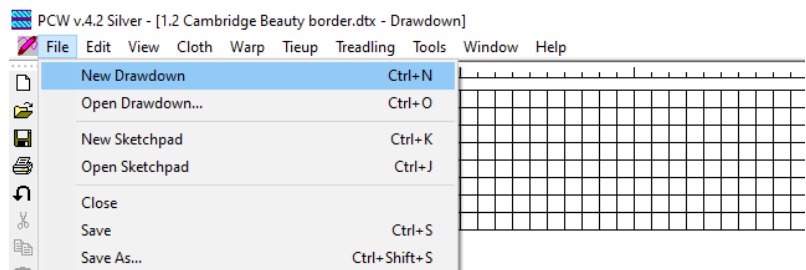 PCW v.4.2 Silver - [1.2 Cambridge Beauty border.dtx - Drawdown]
File Edit View Cloth Warp Tieup Treadling Tools Window Help
New Drawdown Ctrl+N
Open Drawdown... Ctrl+O
New Sketchpad Ctrl+K
Open Sketchpad Ctrl+J
Close
Save Ctrl+S
Save As... Ctrl+Shift+S